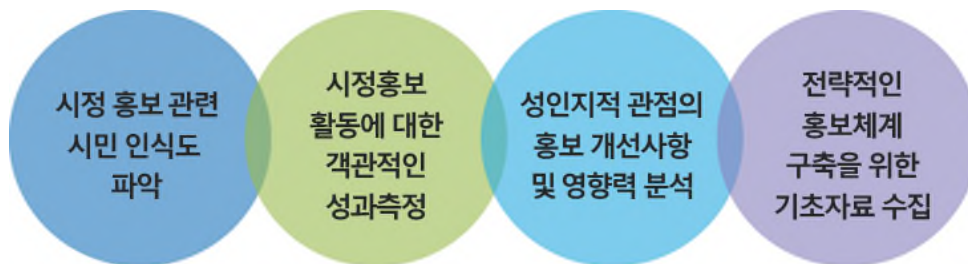 시정 홍보 관련
시민 인식도
파악
시정홍보
활동에 대한
객관적인
성과측정
성인지적 관점의
홍보 개선사항
및 영향력 분석
전략적인
홍보체계
구축을 위한
기초자료 수집